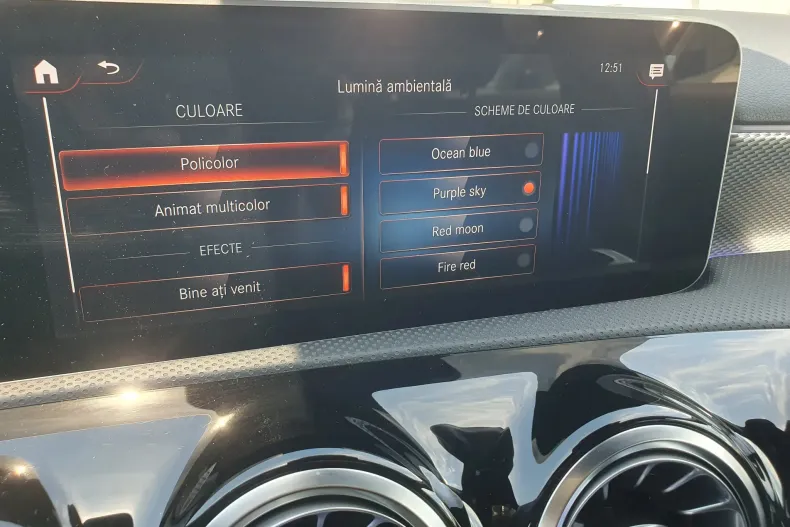 12:51
Lumină ambientală
CULOARE
Policolor
Animat multicolor
EFECTE
Bine ați venit
SCHEME DE CULOARE
Ocean blue
Purple sky
Red moon
Fire red